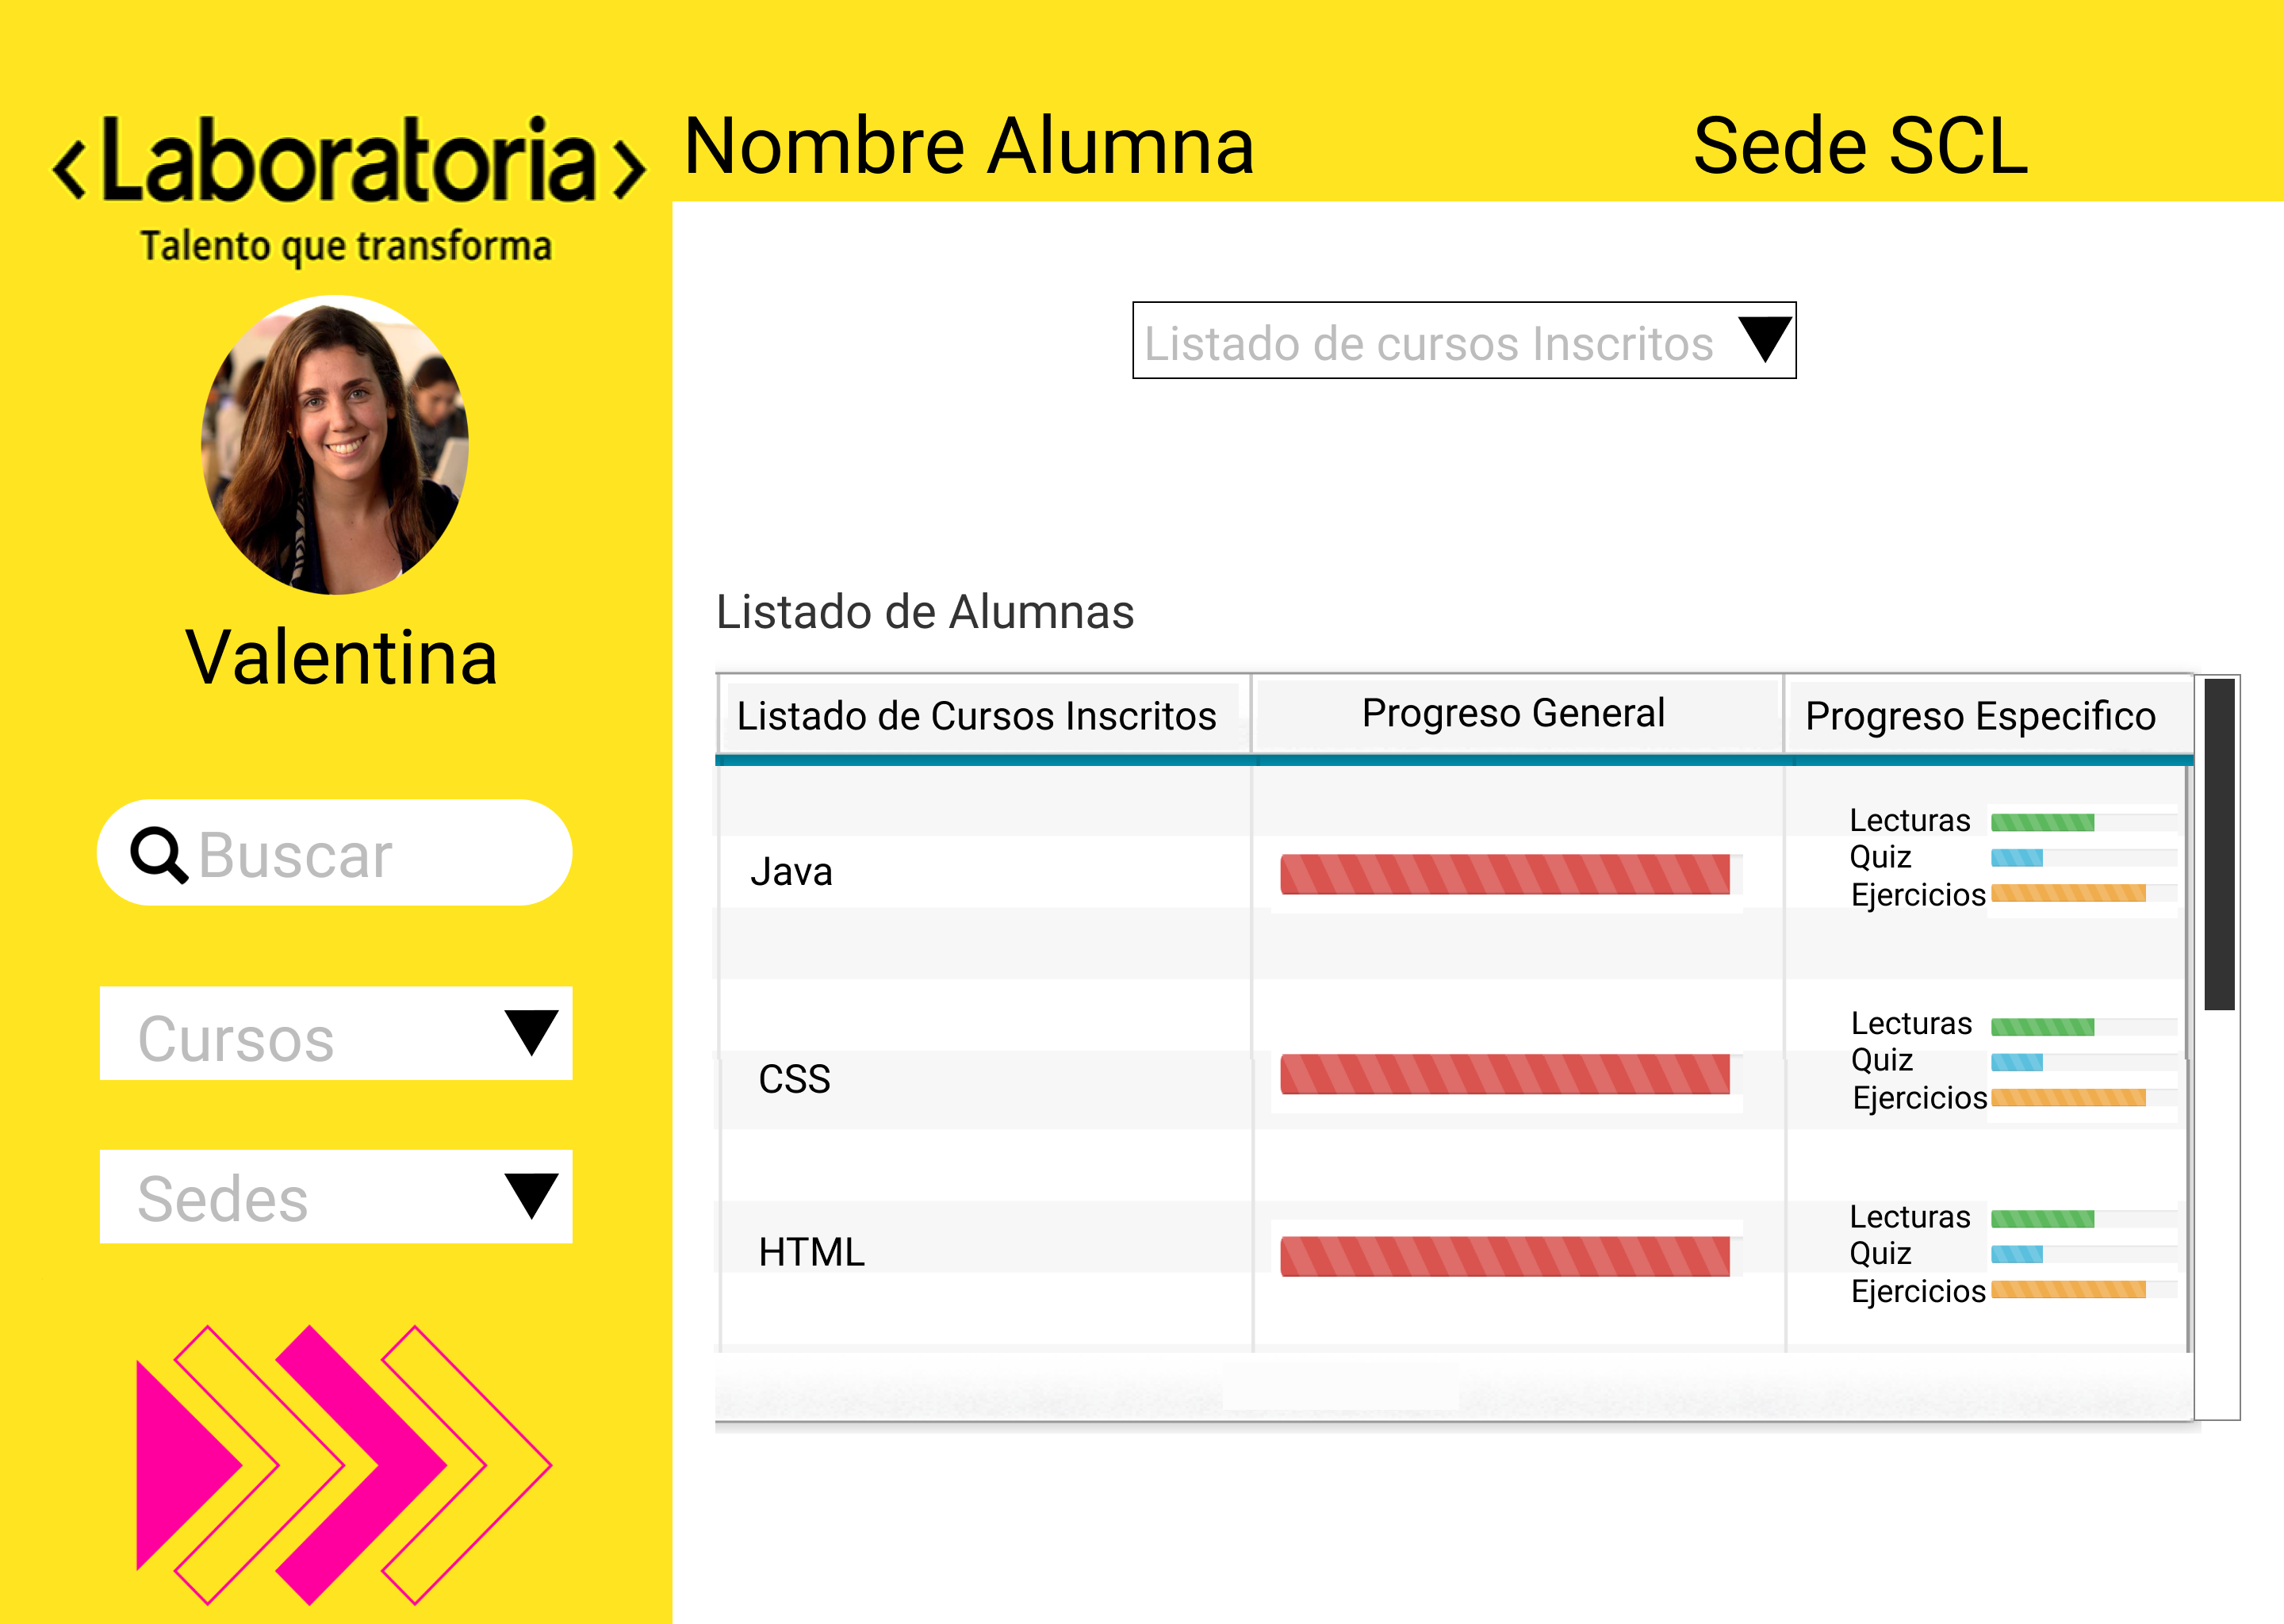 <Laboratoria>
Talento que transforma
Valentina
Buscar
Cursos
Sedes
Nombre Alumna
Sede SCL
Listado de cursos Inscritos
Listado de Alumnas
Listado de Cursos Inscritos
Progreso General
Progreso Especifico
Java
Lecturas
Quiz
Ejercicios
CSS
Lecturas
Quiz
Ejercicios
HTML
Lecturas
Quiz
Ejercicios